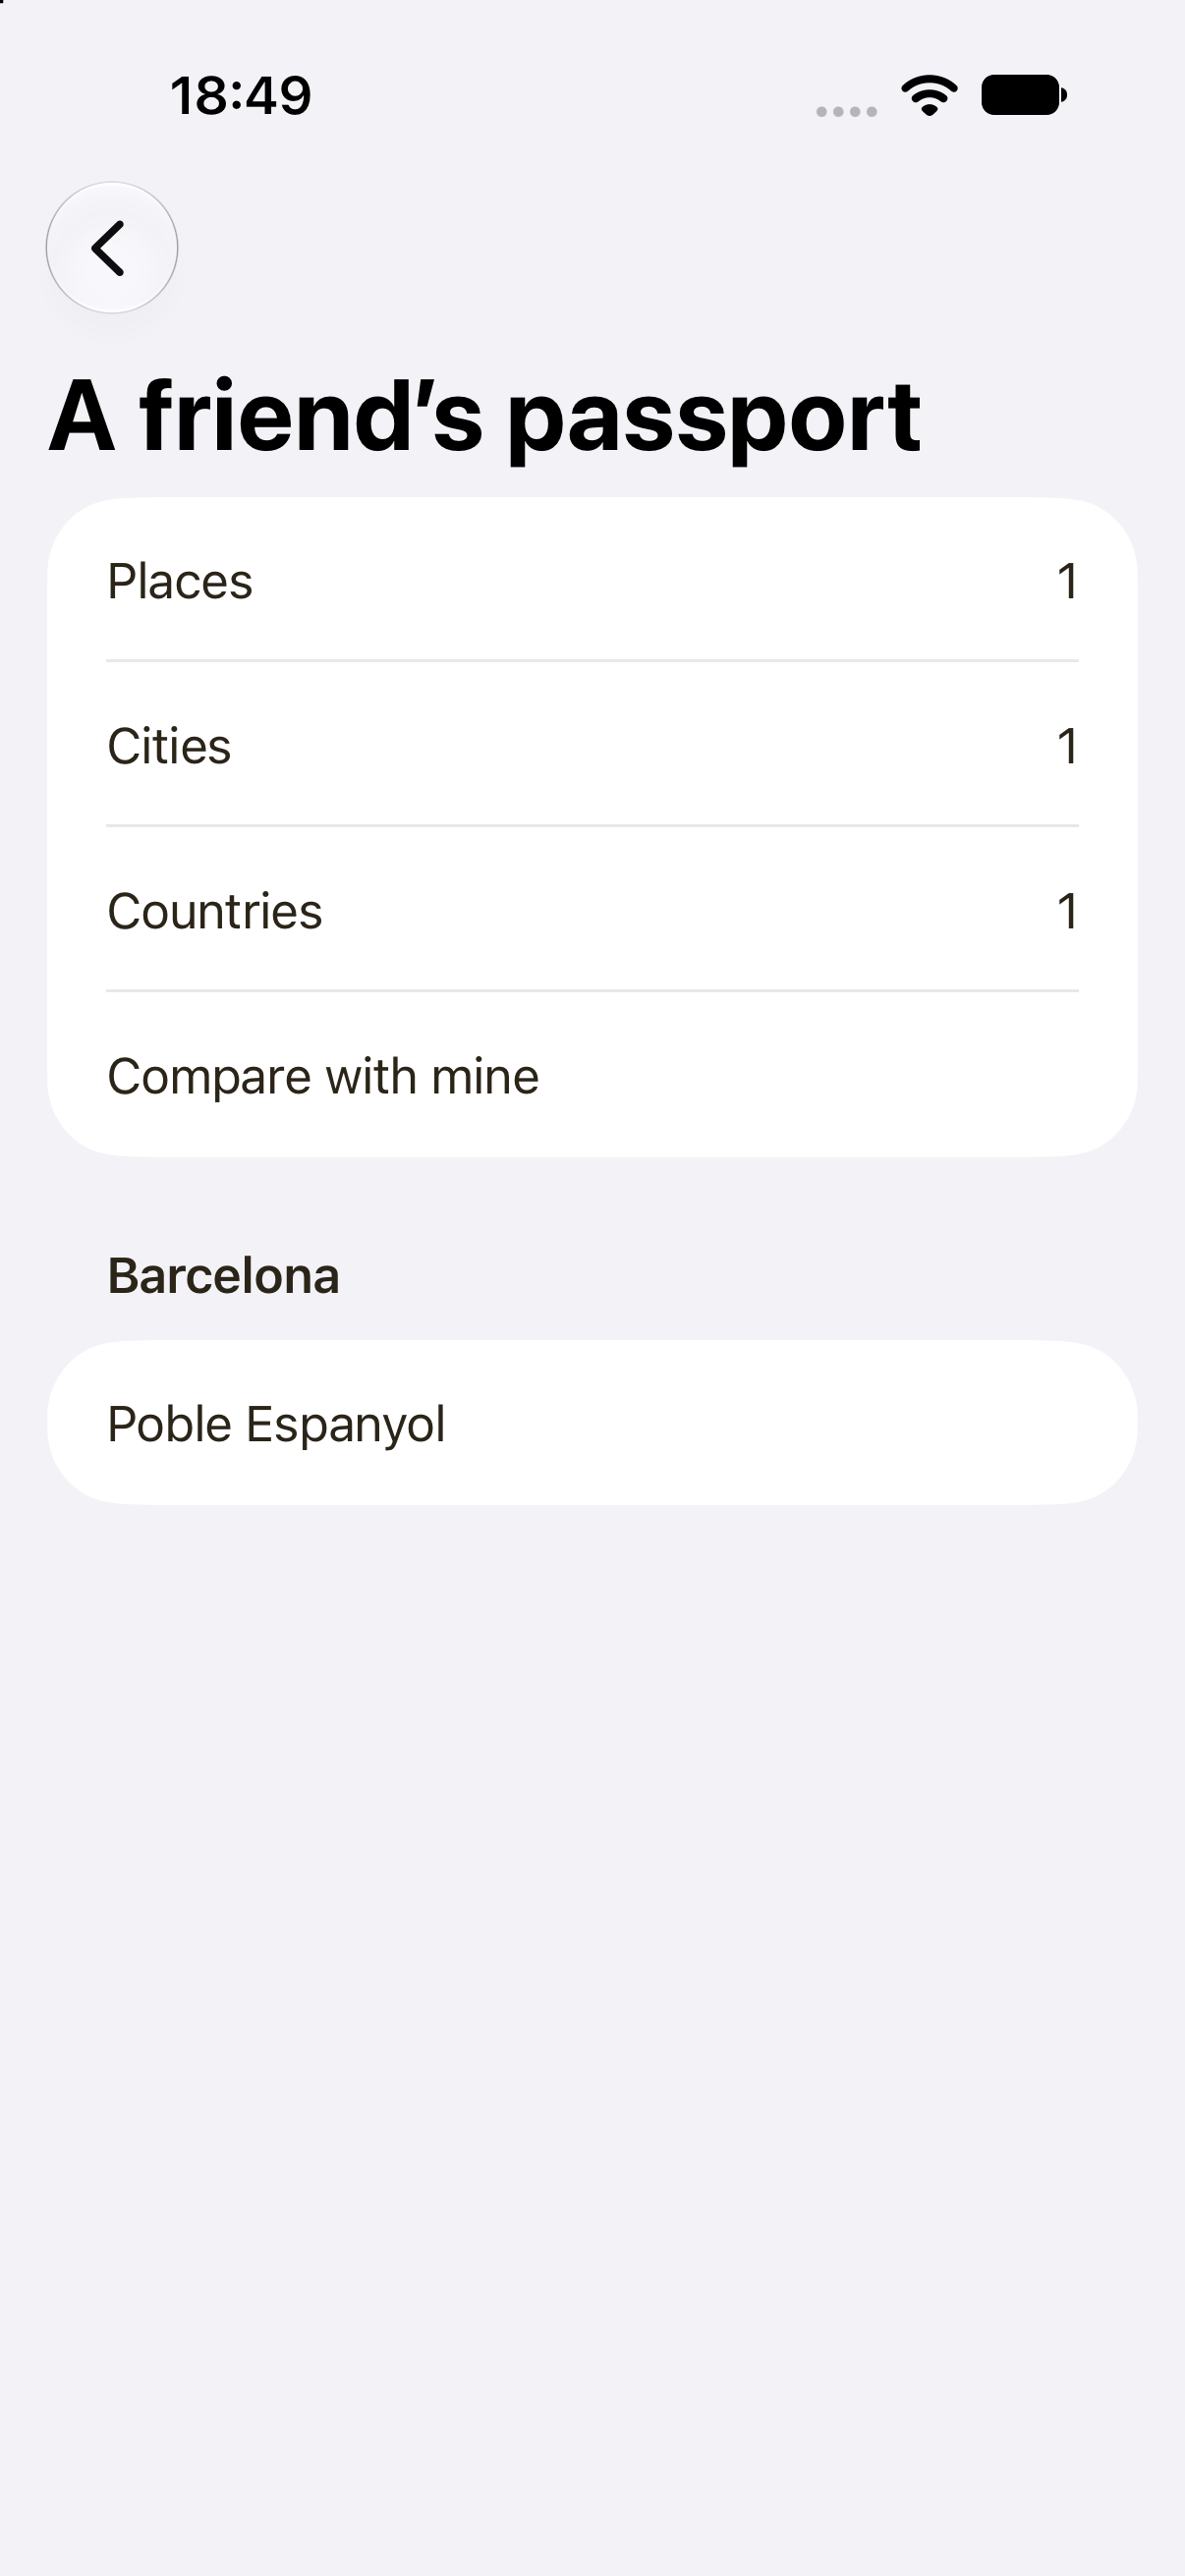 18:49
A friend’s passport
Places 1
Cities 1
Countries 1
Compare with mine
Barcelona
Poble Espanyol